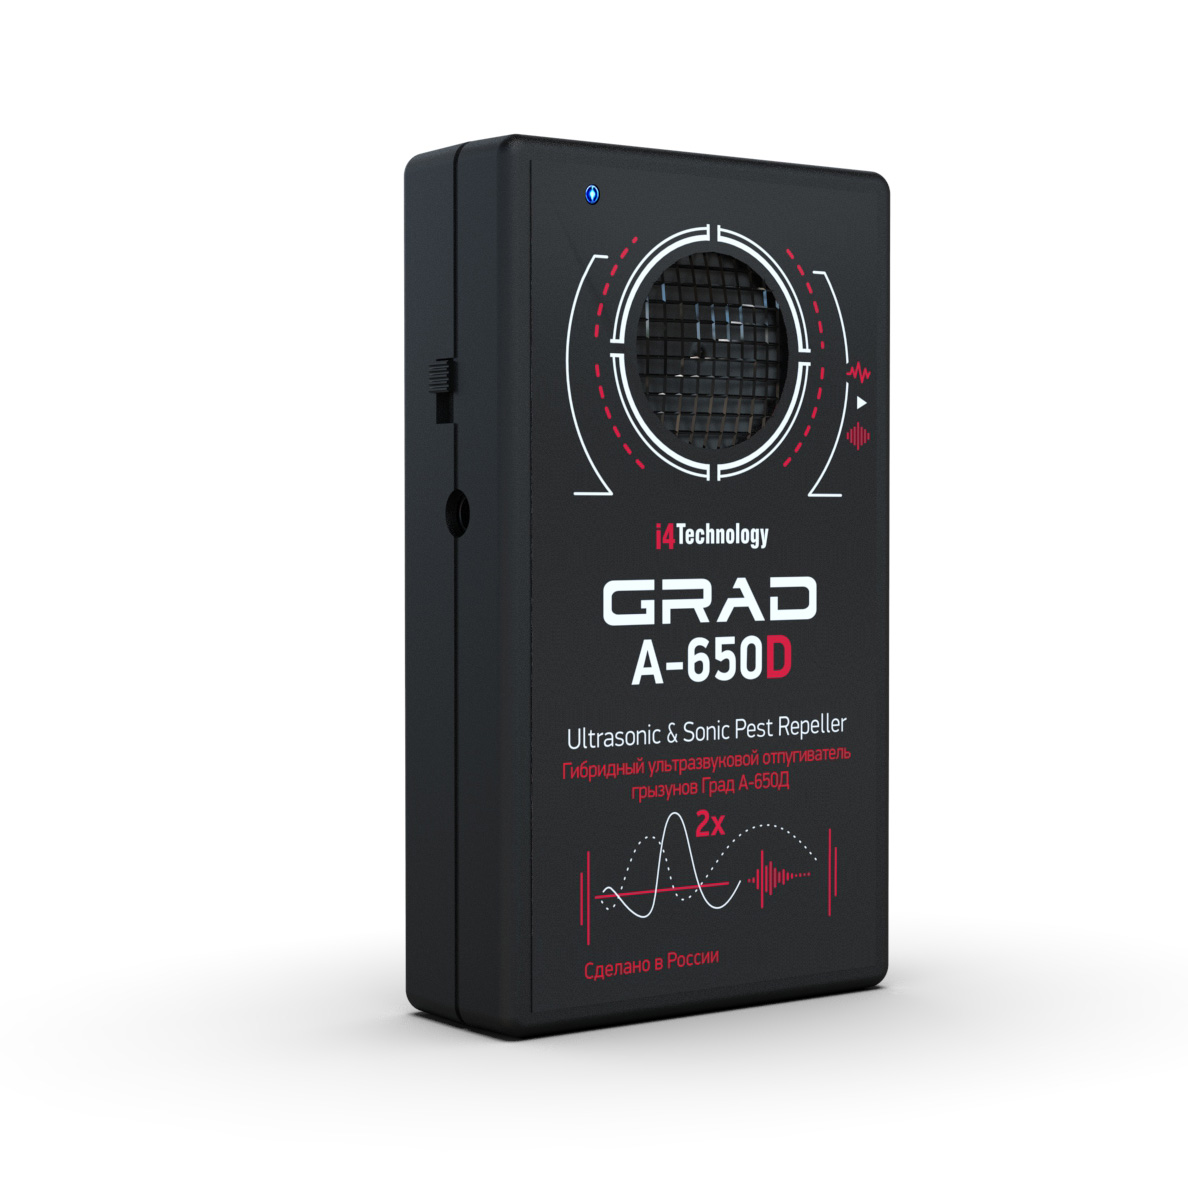 i4Technology
GRAD
A-650D
Ultrasonic & Sonic Pest Repeller
Гибридный ультразвуковой отпугиватель
грызунов Град А-650Д
2x
Сделано в России